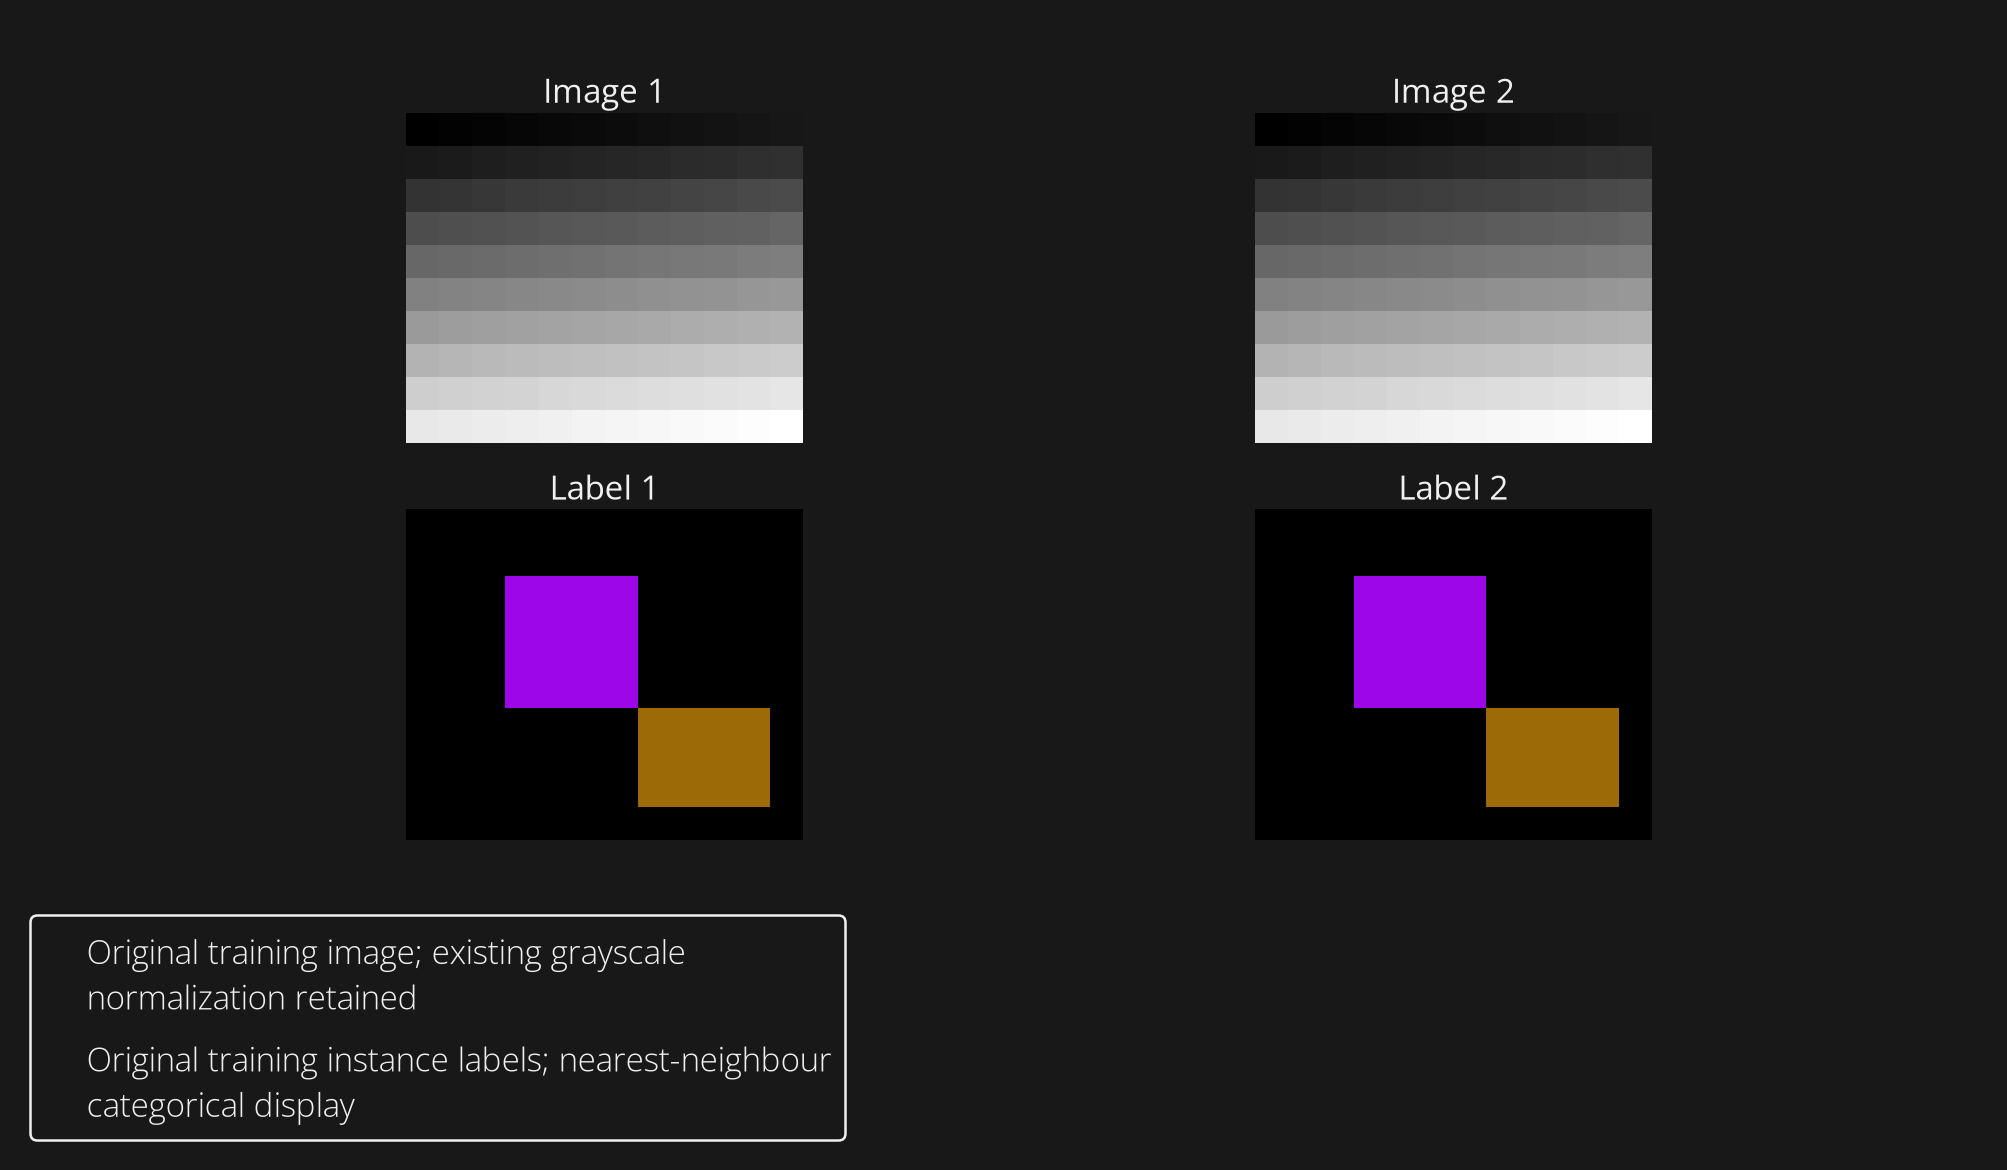 Image 1
Image 2
Label 1
Label 2
Original training image; existing grayscale
normalization retained
Original training instance labels; nearest-neighbour
categorical display